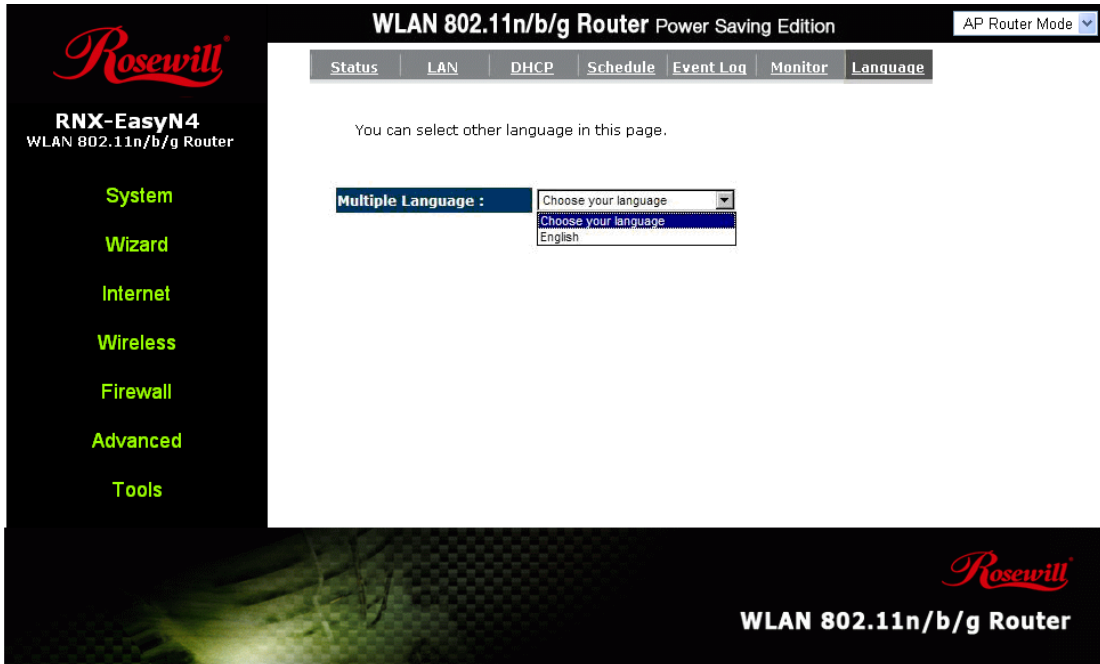 Rosewill
WLAN 802.11n/b/g Router Power Saving Edition
AP Router Mode
Status LAN DHCP Schedule Event Log Monitor Language
RNX-EasyN4
WLAN 802.11n/b/g Router
You can select other language in this page.
System
Wizard
Internet
Wireless
Firewall
Advanced
Tools
Multiple Language :
Choose your language
Choose your language
English
Rosewill
WLAN 802.11n/b/g Router